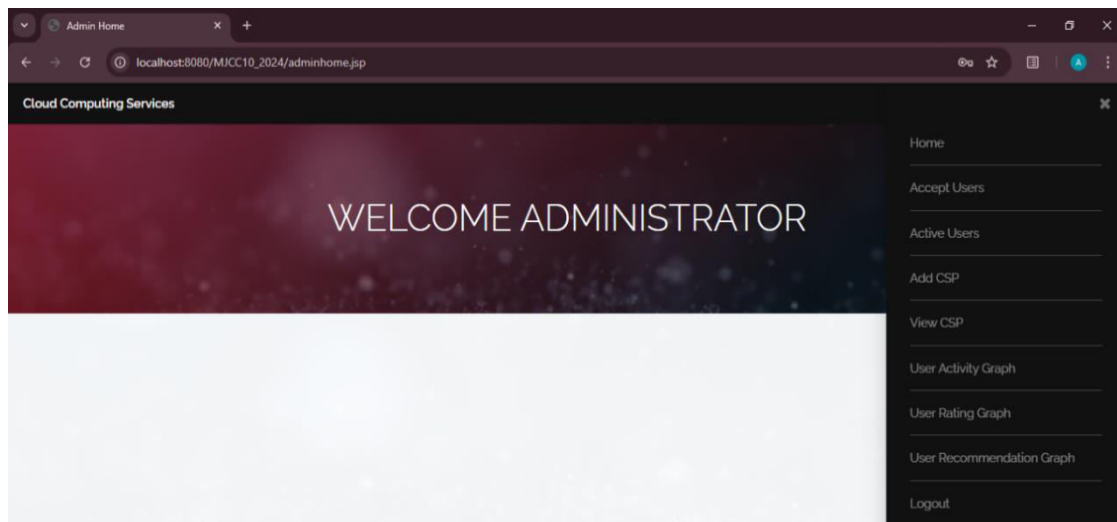 Admin Home
localhost:8080/MJCC10_2024/adminhome.jsp
A
Cloud Computing Services
WELCOME ADMINISTRATOR
Home
Accept Users
Active Users
Add CSP
View CSP
User Activity Graph
User Rating Graph
User Recommendation Graph
Logout